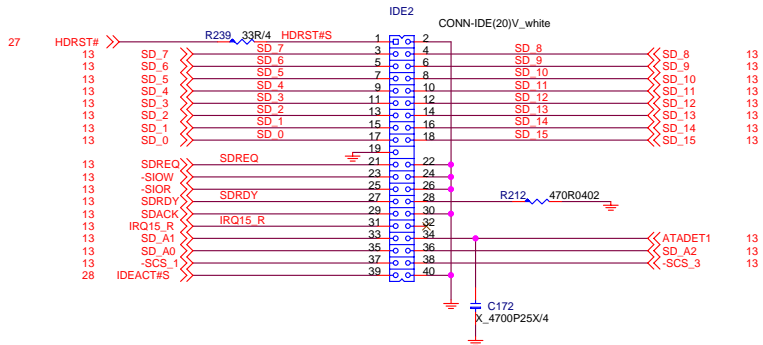 IDE2
CONN-IDE(20)V_white
R239 33R/4 HDRST#S 1 2
27 HDRST#
13 SD_7 SD_7 3 4 SD_8 SD_8 13
13 SD_6 SD_6 5 6 SD_9 SD_9 13
13 SD_5 SD_5 7 8 SD_10 SD_10 13
13 SD_4 SD_4 9 10 SD_11 SD_11 13
13 SD_3 SD_3 11 12 SD_12 SD_12 13
13 SD_2 SD_2 13 14 SD_13 SD_13 13
13 SD_1 SD_1 15 16 SD_14 SD_14 13
13 SD_0 SD_0 17 18 SD_15 SD_15 13
19
13 SDREQ SDREQ 21 22
13 -SIOW 23 24
13 -SIOR 25 26
13 SDRDY SDRDY 27 28 R212 470R0402
13 SDACK 29 30
13 IRQ15_R IRQ15_R 31 32
13 SD_A1 33 34 ATADET1 13
13 SD_A0 35 36 SD_A2 13
13 -SCS_1 37 38 -SCS_3 13
28 IDEACT#S 39 40
C172
X_4700P25X/4